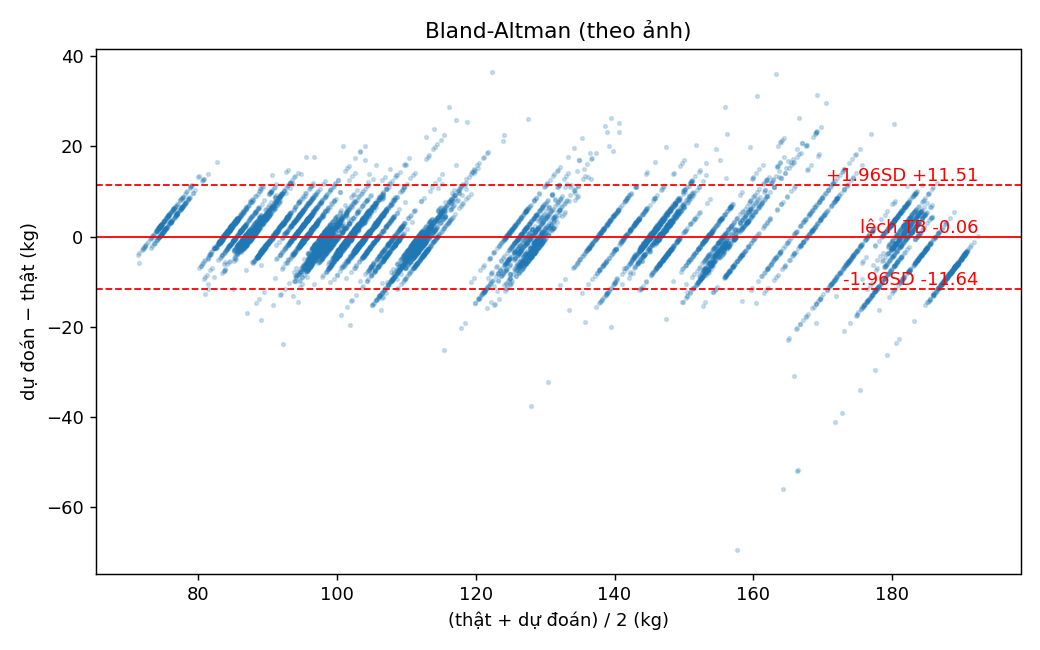 Bland-Altman (theo ảnh)
40
20
0
−20
−40
−60
dự đoán − thật (kg)
+1.96SD +11.51
lệch TB -0.06
-1.96SD -11.64
80
100
120
140
160
180
(thật + dự đoán) / 2 (kg)